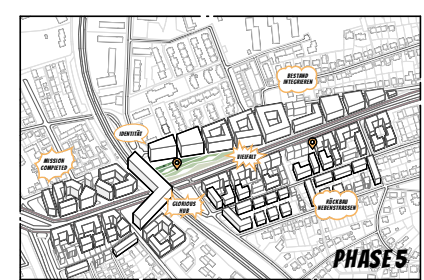 BESTAND
INTEGRIEREN
IDENTITÄT
VIELFALT
MISSION
COMPLETED
GLORIOUS
HUB
RÜCKBAU
NEBENSTRASSEN
PHASE 5